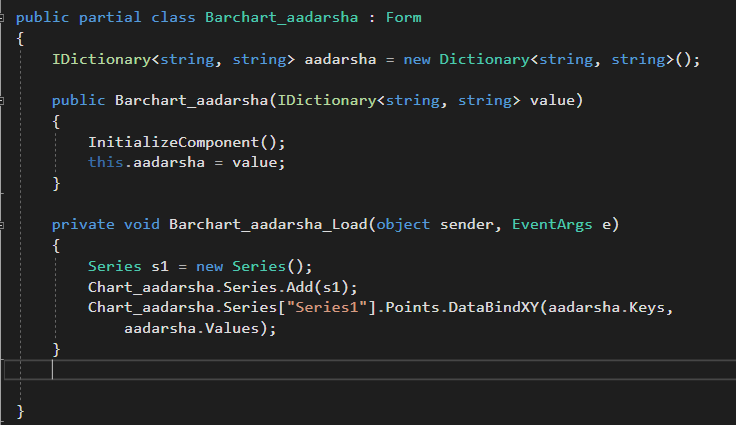 public partial class Barchart_aadarsha : Form
{
IDictionary<string, string> aadarsha = new Dictionary<string, string>();
public Barchart_aadarsha(IDictionary<string, string> value)
{
InitializeComponent();
this.aadarsha = value;
}
private void Barchart_aadarsha_Load(object sender, EventArgs e)
{
Series s1 = new Series();
Chart_aadarsha.Series.Add(s1);
Chart_aadarsha.Series["Series1"].Points.DataBindXY(aadarsha.Keys,
aadarsha.Values);
}
}